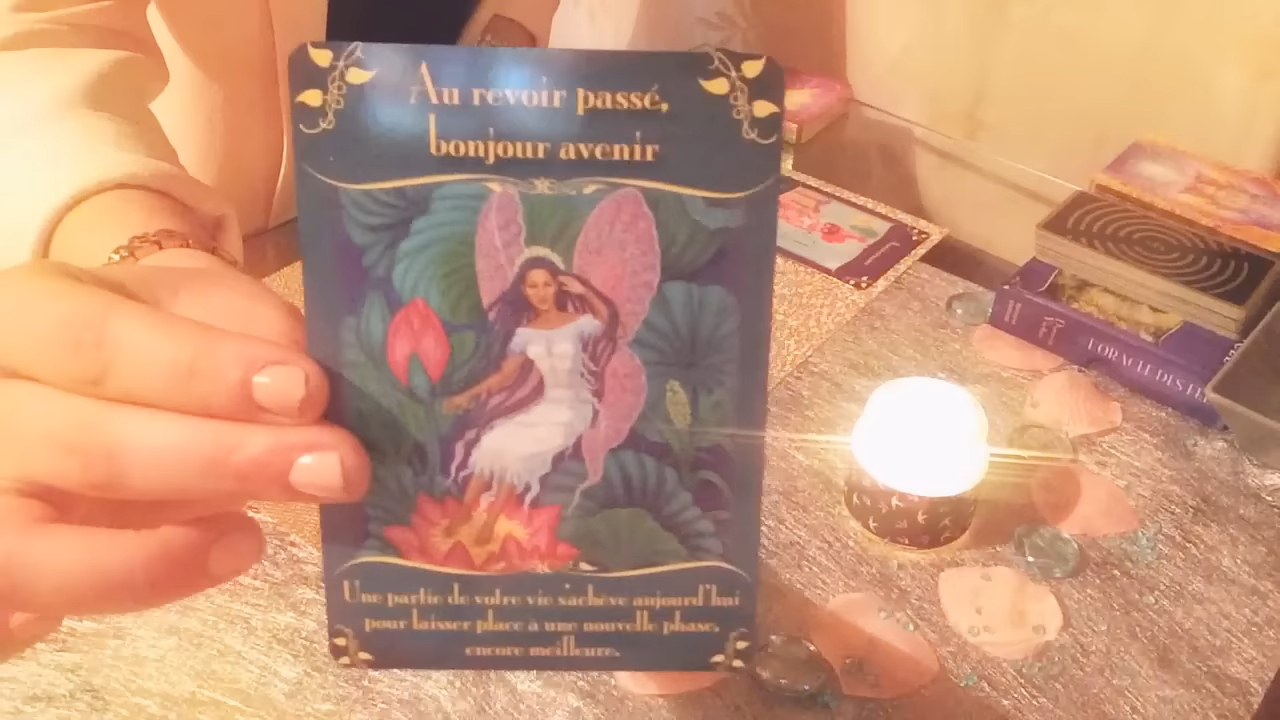 Au revoir passé,
bonjour avenir
Une partie de votre vie s'achève aujourd'hui
pour laisser place à une nouvelle phase,
encore meilleure.
L'ORACLE DES